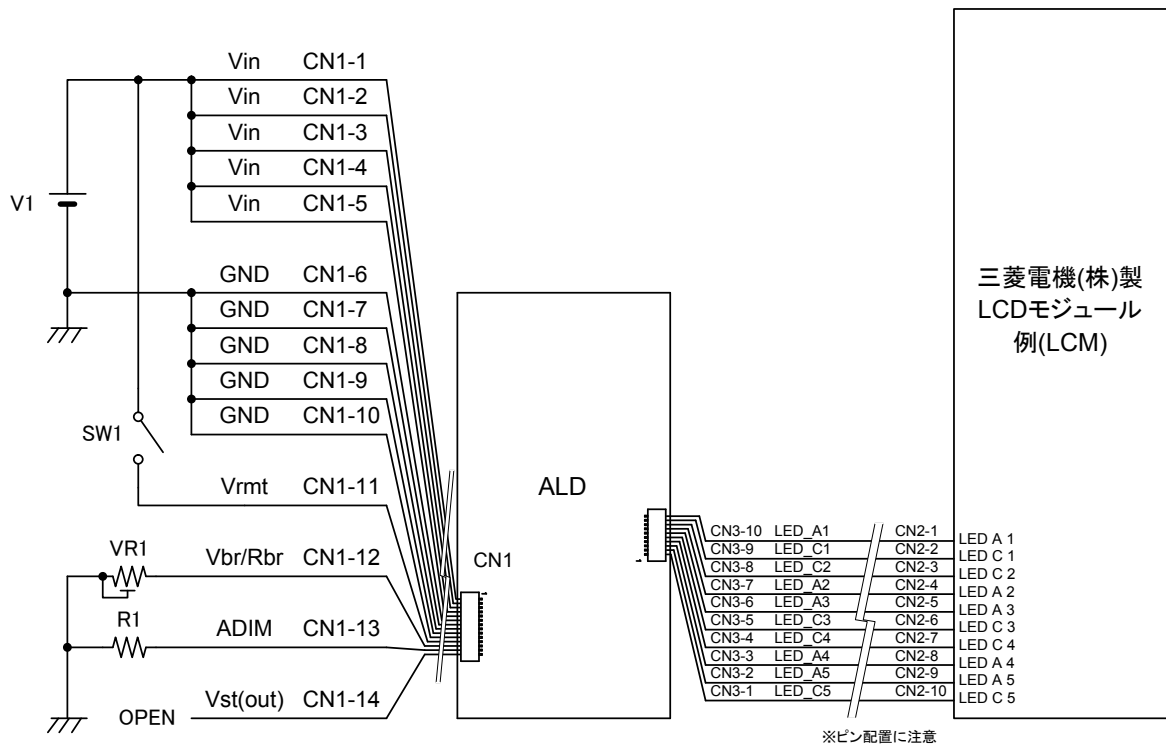 Vin CN1-1
Vin CN1-2
Vin CN1-3
Vin CN1-4
Vin CN1-5
V1
GND CN1-6
GND CN1-7
GND CN1-8
GND CN1-9
GND CN1-10
SW1
Vrmt CN1-11
VR1
Vbr/Rbr CN1-12
R1
ADIM CN1-13
OPEN
Vst(out) CN1-14
CN1
ALD
三菱電機(株)製
LCDモジュール
例(LCM)
CN3-10 LED_A1 CN2-1 LED A 1
CN3-9 LED_C1 CN2-2 LED C 1
CN3-8 LED_C2 CN2-3 LED C 2
CN3-7 LED_A2 CN2-4 LED A 2
CN3-6 LED_A3 CN2-5 LED A 3
CN3-5 LED_C3 CN2-6 LED C 3
CN3-4 LED_C4 CN2-7 LED C 4
CN3-3 LED_A4 CN2-8 LED A 4
CN3-2 LED_A5 CN2-9 LED A 5
CN3-1 LED_C5 CN2-10 LED C 5
※ピン配置に注意